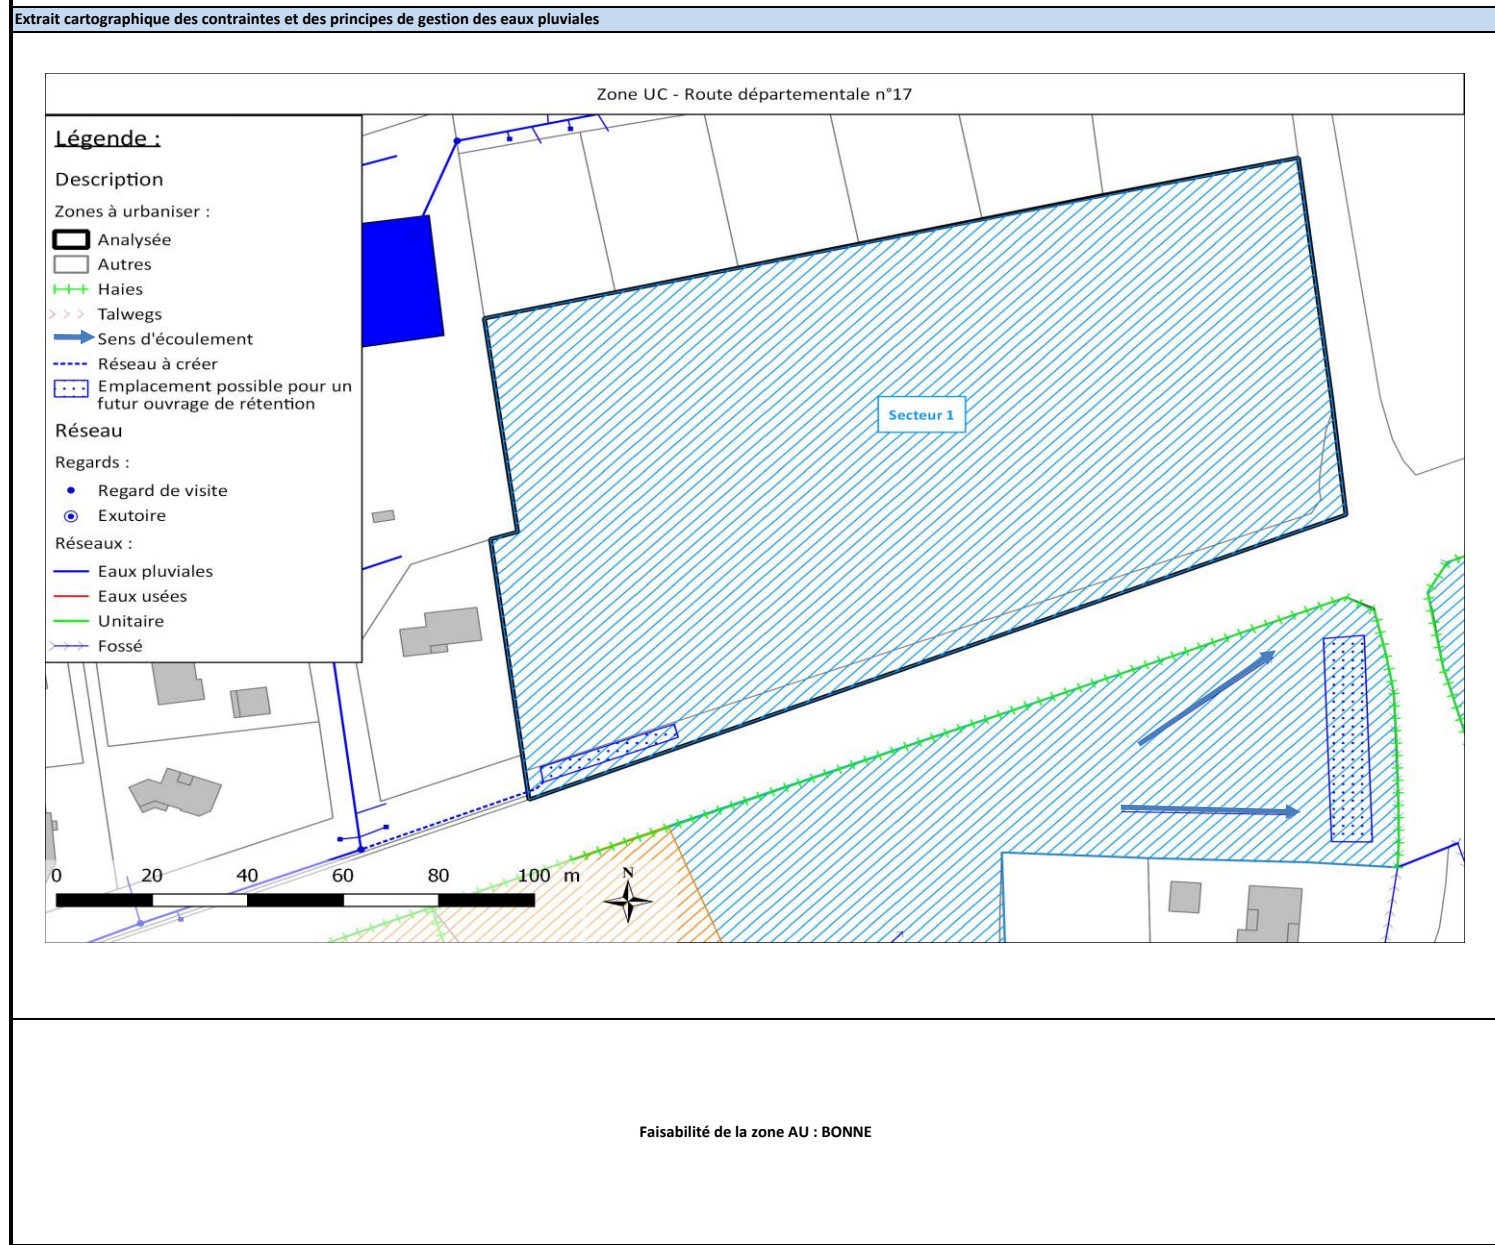 Extrait cartographique des contraintes et des principes de gestion des eaux pluviales
Zone UC - Route départementale n°17
Légende :
Description
Zones à urbaniser :
Analysée
Autres
Haies
Talwegs
Sens d'écoulement
Réseau à créer
Emplacement possible pour un
futur ouvrage de rétention
Réseau
Regards :
Regard de visite
Exutoire
Réseaux :
Eaux pluviales
Eaux usées
Unitaire
Fossé
Secteur 1
0 20 40 60 80 100 m
N
Faisabilité de la zone AU : BONNE